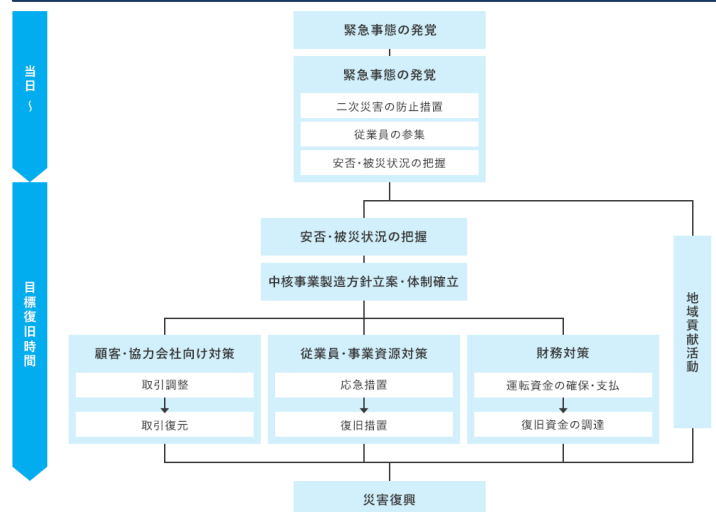 当日～
緊急事態の発覚
緊急事態の発覚
二次災害の防止措置
従業員の参集
安否・被災状況の把握
目標復旧時間
安否・被災状況の把握
中核事業製造方針立案・体制確立
地域貢献活動
顧客・協力会社向け対策
取引調整
取引復元
従業員・事業資源対策
応急措置
復旧措置
財務対策
運転資金の確保・支払
復旧資金の調達
災害復興